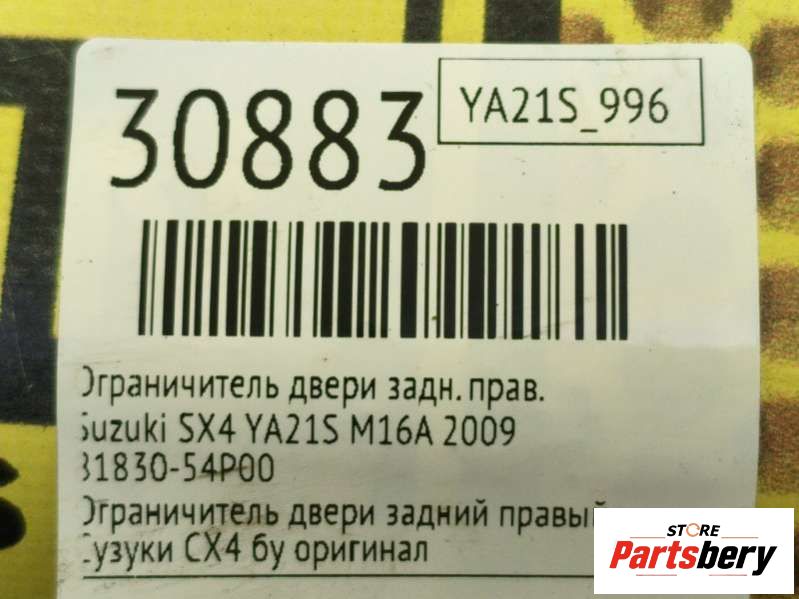 30883
YA21S_996
Ограничитель двери задн. прав.
Suzuki SX4 YA21S M16A 2009
81830-54P00
Ограничитель двери задний правый
Сузуки СХ4 бу оригинал
STORE
Partsbery